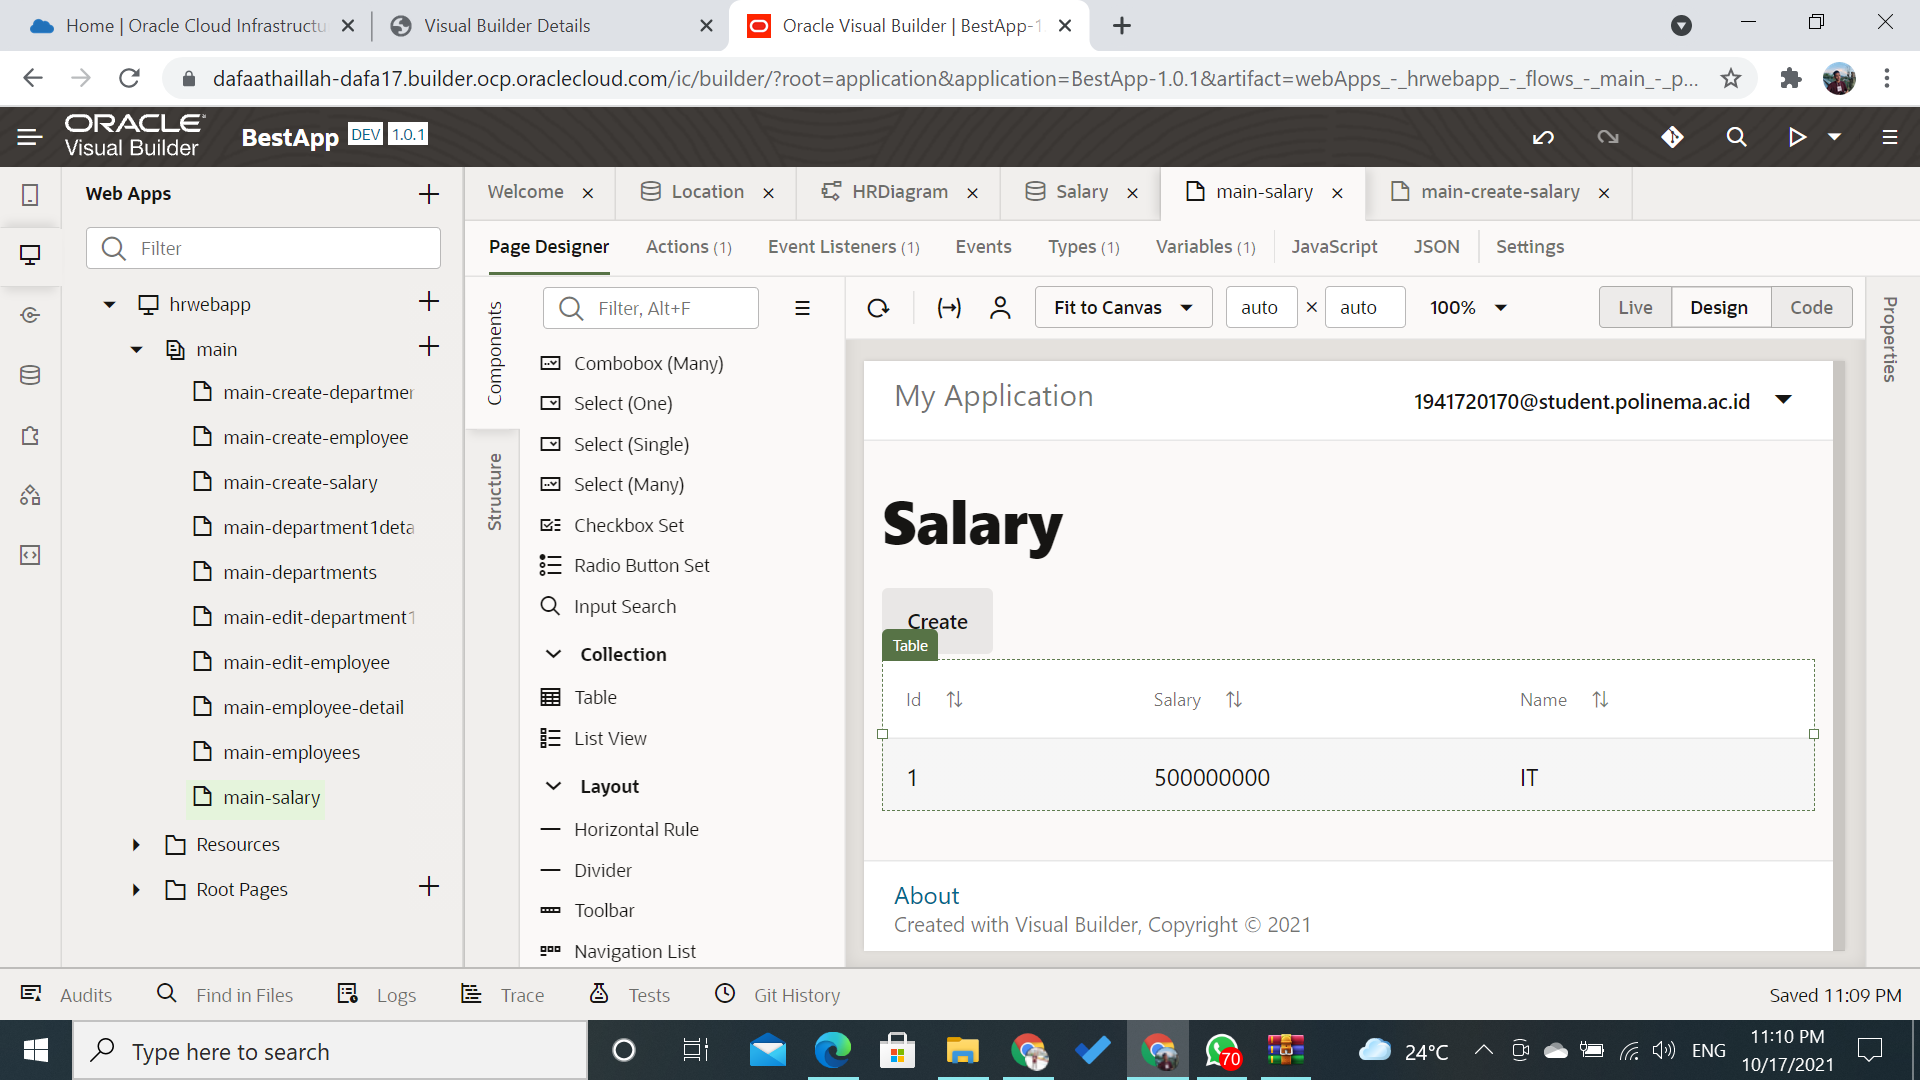 Home | Oracle Cloud Infrastructu
Visual Builder Details
Oracle Visual Builder | BestApp-1
dafaathaillah-dafa17.builder.ocp.oraclecloud.com/ic/builder/?root=application&application=BestApp-1.0.1&artifact=webApps_-_hrwebapp_-_flows_-_main_-_p...
ORACLE
Visual Builder
BestApp DEV 1.0.1
Web Apps
Filter
hrwebapp
main
main-create-departmer
main-create-employee
main-create-salary
main-department1deta
main-departments
main-edit-department1
main-edit-employee
main-employee-detail
main-employees
main-salary
Resources
Root Pages
Welcome
Location
HRDiagram
Salary
main-salary
main-create-salary
Page Designer
Actions (1)
Event Listeners (1)
Events
Types (1)
Variables (1)
JavaScript
JSON
Settings
Components
Structure
Filter, Alt+F
Combobox (Many)
Select (One)
Select (Single)
Select (Many)
Checkbox Set
Radio Button Set
Input Search
Collection
Table
List View
Layout
Horizontal Rule
Divider
Toolbar
Navigation List
Fit to Canvas
auto × auto
100%
Live
Design
Code
Properties
My Application
1941720170@student.polinema.ac.id
Salary
Create
Table
Id Salary Name
1 500000000 IT
About
Created with Visual Builder, Copyright © 2021
Audits
Find in Files
Logs
Trace
Tests
Git History
Saved 11:09 PM
Type here to search
70
24°C
ENG
11:10 PM
10/17/2021